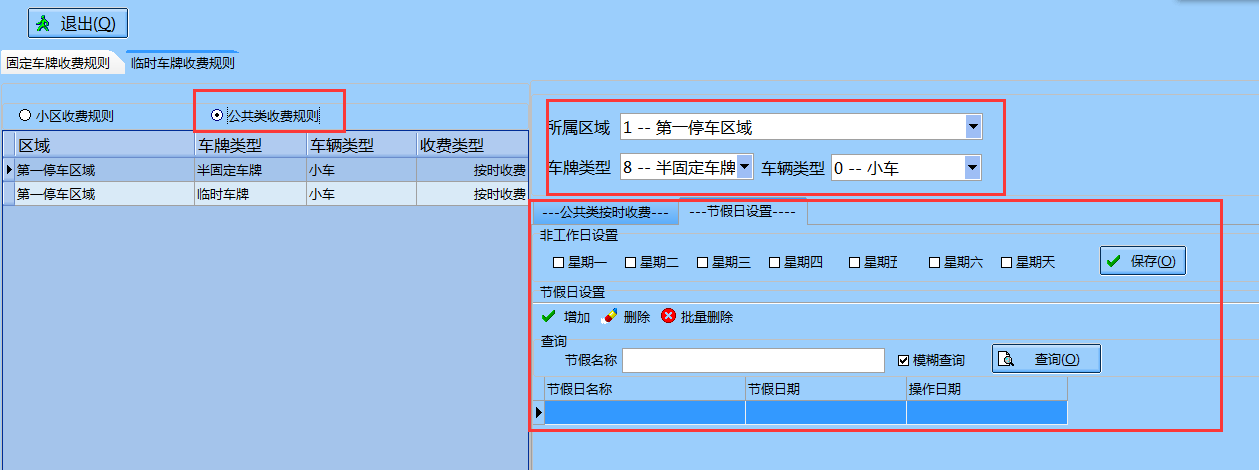 退出(Q)
固定车牌收费规则 临时车牌收费规则
小区收费规则 公共类收费规则
区域 车牌类型 车辆类型 收费类型
第一停车区域 半固定车牌 小车 按时收费
第一停车区域 临时车牌 小车 按时收费
所属区域 1 -- 第一停车区域
车牌类型 8 -- 半固定车牌 车辆类型 0 -- 小车
---公共类按时收费--- ---节假日设置----
非工作日设置
星期一 星期二 星期三 星期四 星期五 星期六 星期天 保存(O)
节假日设置
增加 删除 批量删除
查询
节假名称 模糊查询 查询(O)
节假日名称 节假日期 操作日期